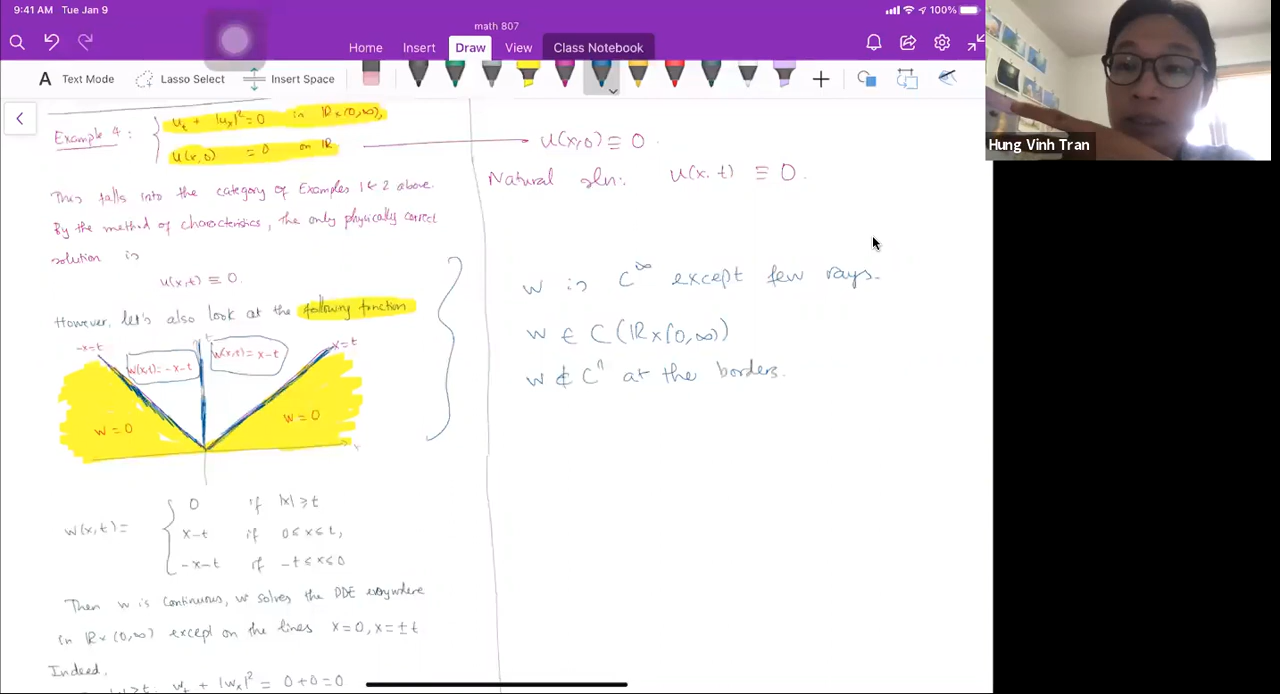 9:41 AM Tue Jan 9
100%
math 807
Home Insert Draw View Class Notebook
A Text Mode Lasso Select Insert Space
Hung Vinh Tran
Example 4: u_t + |u_x|² = 0 in ℝ×(0,∞),
u(x,0) = 0 on ℝ
This falls into the category of Examples 1 & 2 above.
By the method of characteristics, the only physically correct
solution is
u(x,t) ≡ 0.
However, let's also look at the following function
-x=t
t
x=t
w(x,t) = -x-t
w(x,t) = x-t
w = 0
w = 0
x
w(x,t) =
0 if |x| ≥ t
x-t if 0 ≤ x ≤ t,
-x-t if -t ≤ x ≤ 0
Then w is continuous, w solves the PDE everywhere
in ℝ×(0,∞) except on the lines x=0, x=±t
Indeed,
w_t + |w_x|² = 0+0=0
u(x,0) ≡ 0.
Natural soln: u(x,t) ≡ 0.
w is C^∞ except few rays.
w ∈ C(ℝ×(0,∞))
w ∉ C¹ at the borders.